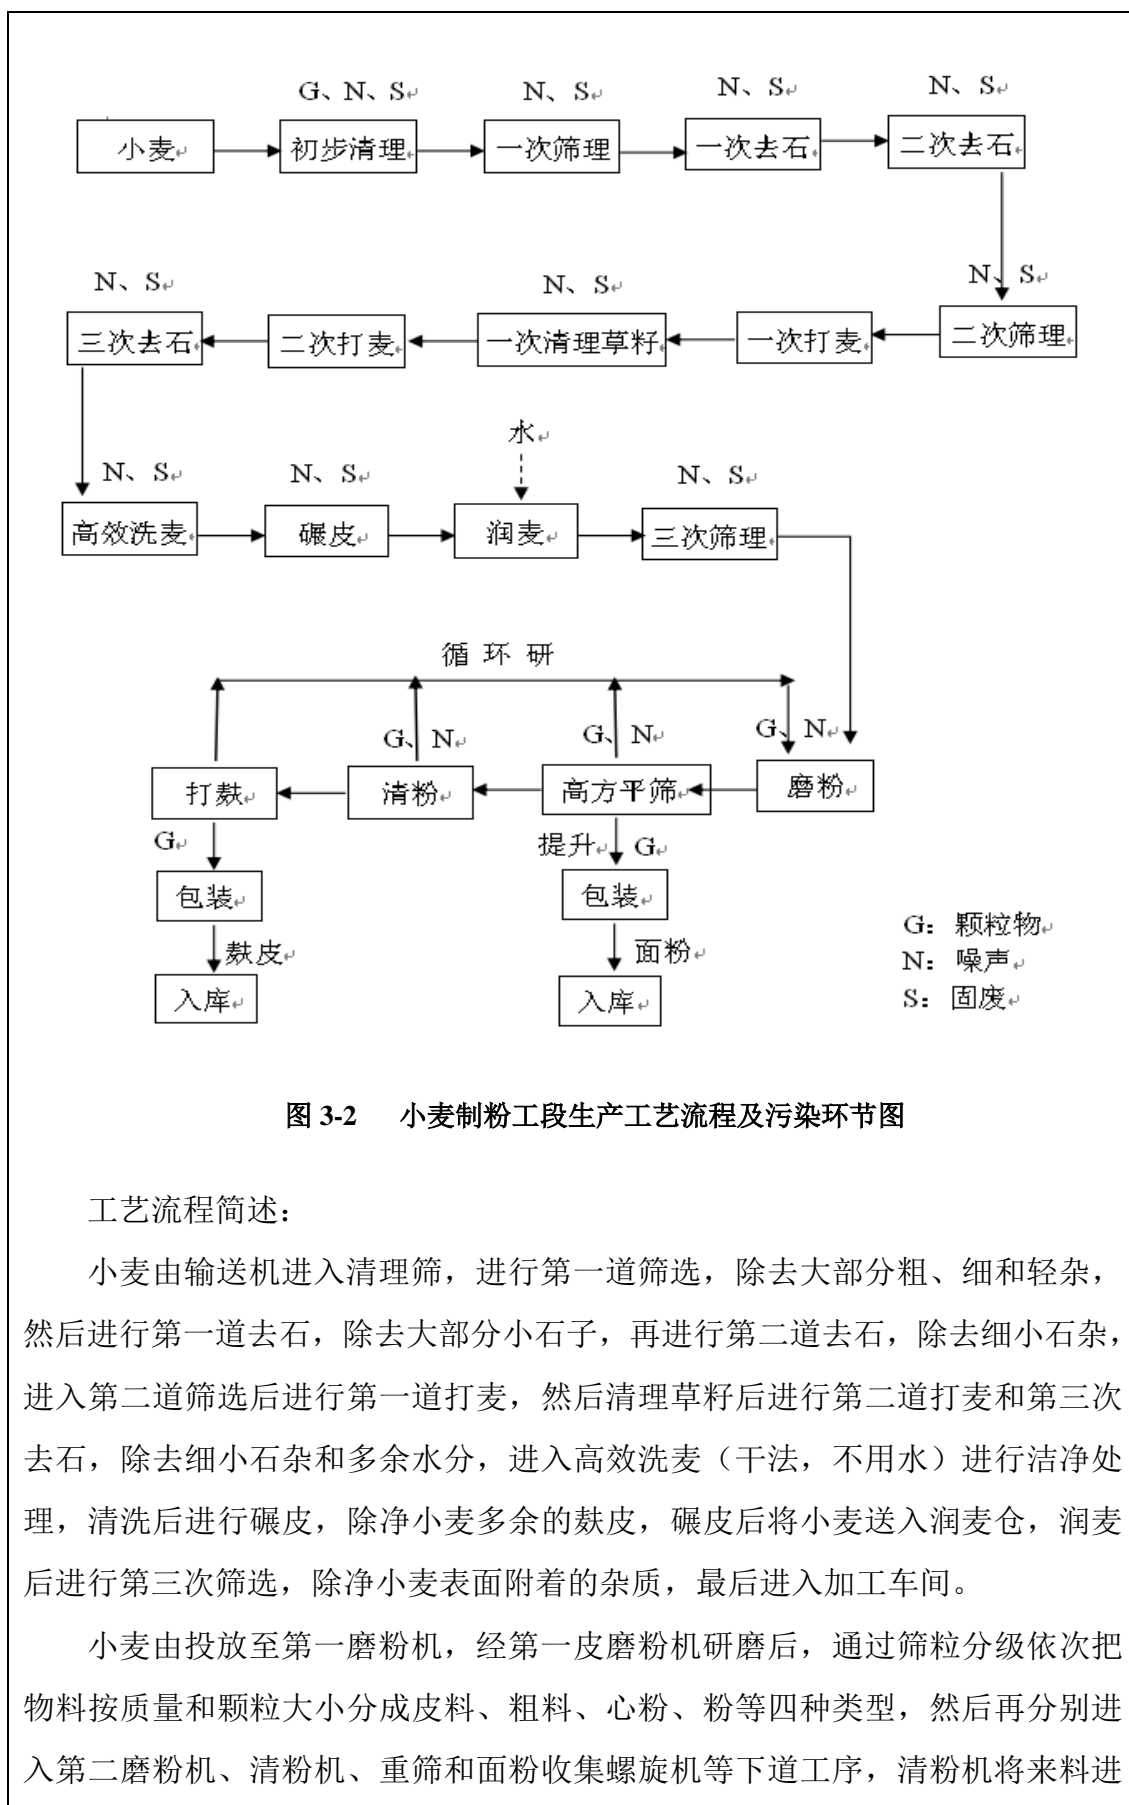 G、N、S
N、S
N、S
N、S
小麦
初步清理
一次筛理
一次去石
二次去石
N、S
N、S
N、S
三次去石
二次打麦
一次清理草籽
一次打麦
二次筛理
水
N、S
N、S
N、S
高效洗麦
碾皮
润麦
三次筛理
循环研
G、N
G、N
G、N
打麸
清粉
高方平筛
磨粉
G
提升
G
包装
包装
麸皮
面粉
入库
入库
G：颗粒物
N：噪声
S：固废
图 3-2 小麦制粉工段生产工艺流程及污染环节图
工艺流程简述：
小麦由输送机进入清理筛，进行第一道筛选，除去大部分粗、细和轻杂，
然后进行第一道去石，除去大部分小石子，再进行第二道去石，除去细小石杂，
进入第二道筛选后进行第一道打麦，然后清理草籽后进行第二道打麦和第三次
去石，除去细小石杂和多余水分，进入高效洗麦（干法，不用水）进行洁净处
理，清洗后进行碾皮，除净小麦多余的麸皮，碾皮后将小麦送入润麦仓，润麦
后进行第三次筛选，除净小麦表面附着的杂质，最后进入加工车间。
小麦由投放至第一磨粉机，经第一皮磨粉机研磨后，通过筛粒分级依次把
物料按质量和颗粒大小分成皮料、粗料、心粉、粉等四种类型，然后再分别进
入第二磨粉机、清粉机、重筛和面粉收集螺旋机等下道工序，清粉机将来料进